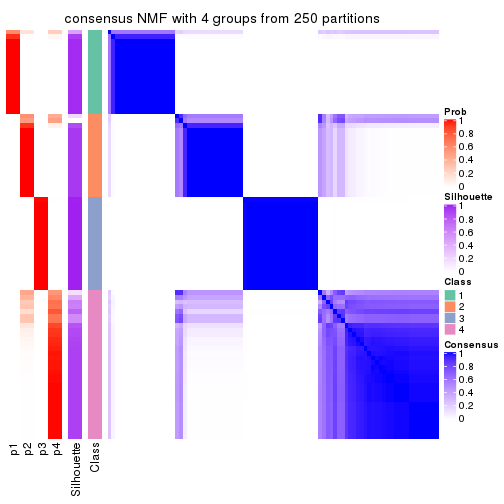 consensus NMF with 4 groups from 250 partitions
Prob
1
0.8
0.6
0.4
0.2
0
Silhouette
1
0.8
0.6
0.4
0.2
0
Class
1
2
3
4
Consensus
1
0.8
0.6
0.4
0.2
0
p1
p2
p3
p4
Silhouette
Class